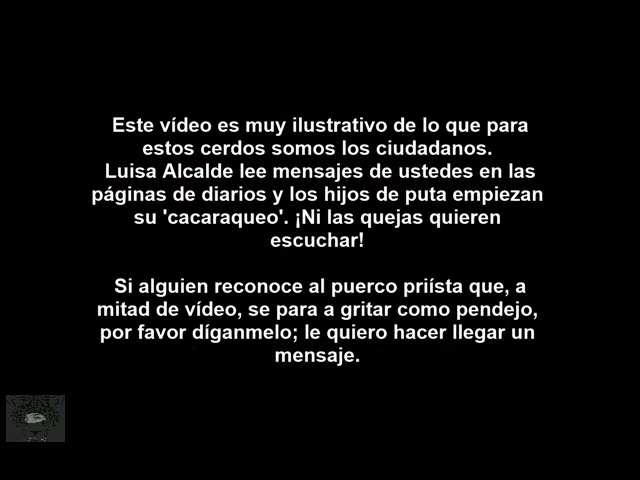 Este vídeo es muy ilustrativo de lo que para
estos cerdos somos los ciudadanos.
Luisa Alcalde lee mensajes de ustedes en las
páginas de diarios y los hijos de puta empiezan
su 'cacaraqueo'. ¡Ni las quejas quieren
escuchar!
Si alguien reconoce al puerco priísta que, a
mitad de vídeo, se para a gritar como pendejo,
por favor díganmelo; le quiero hacer llegar un
mensaje.